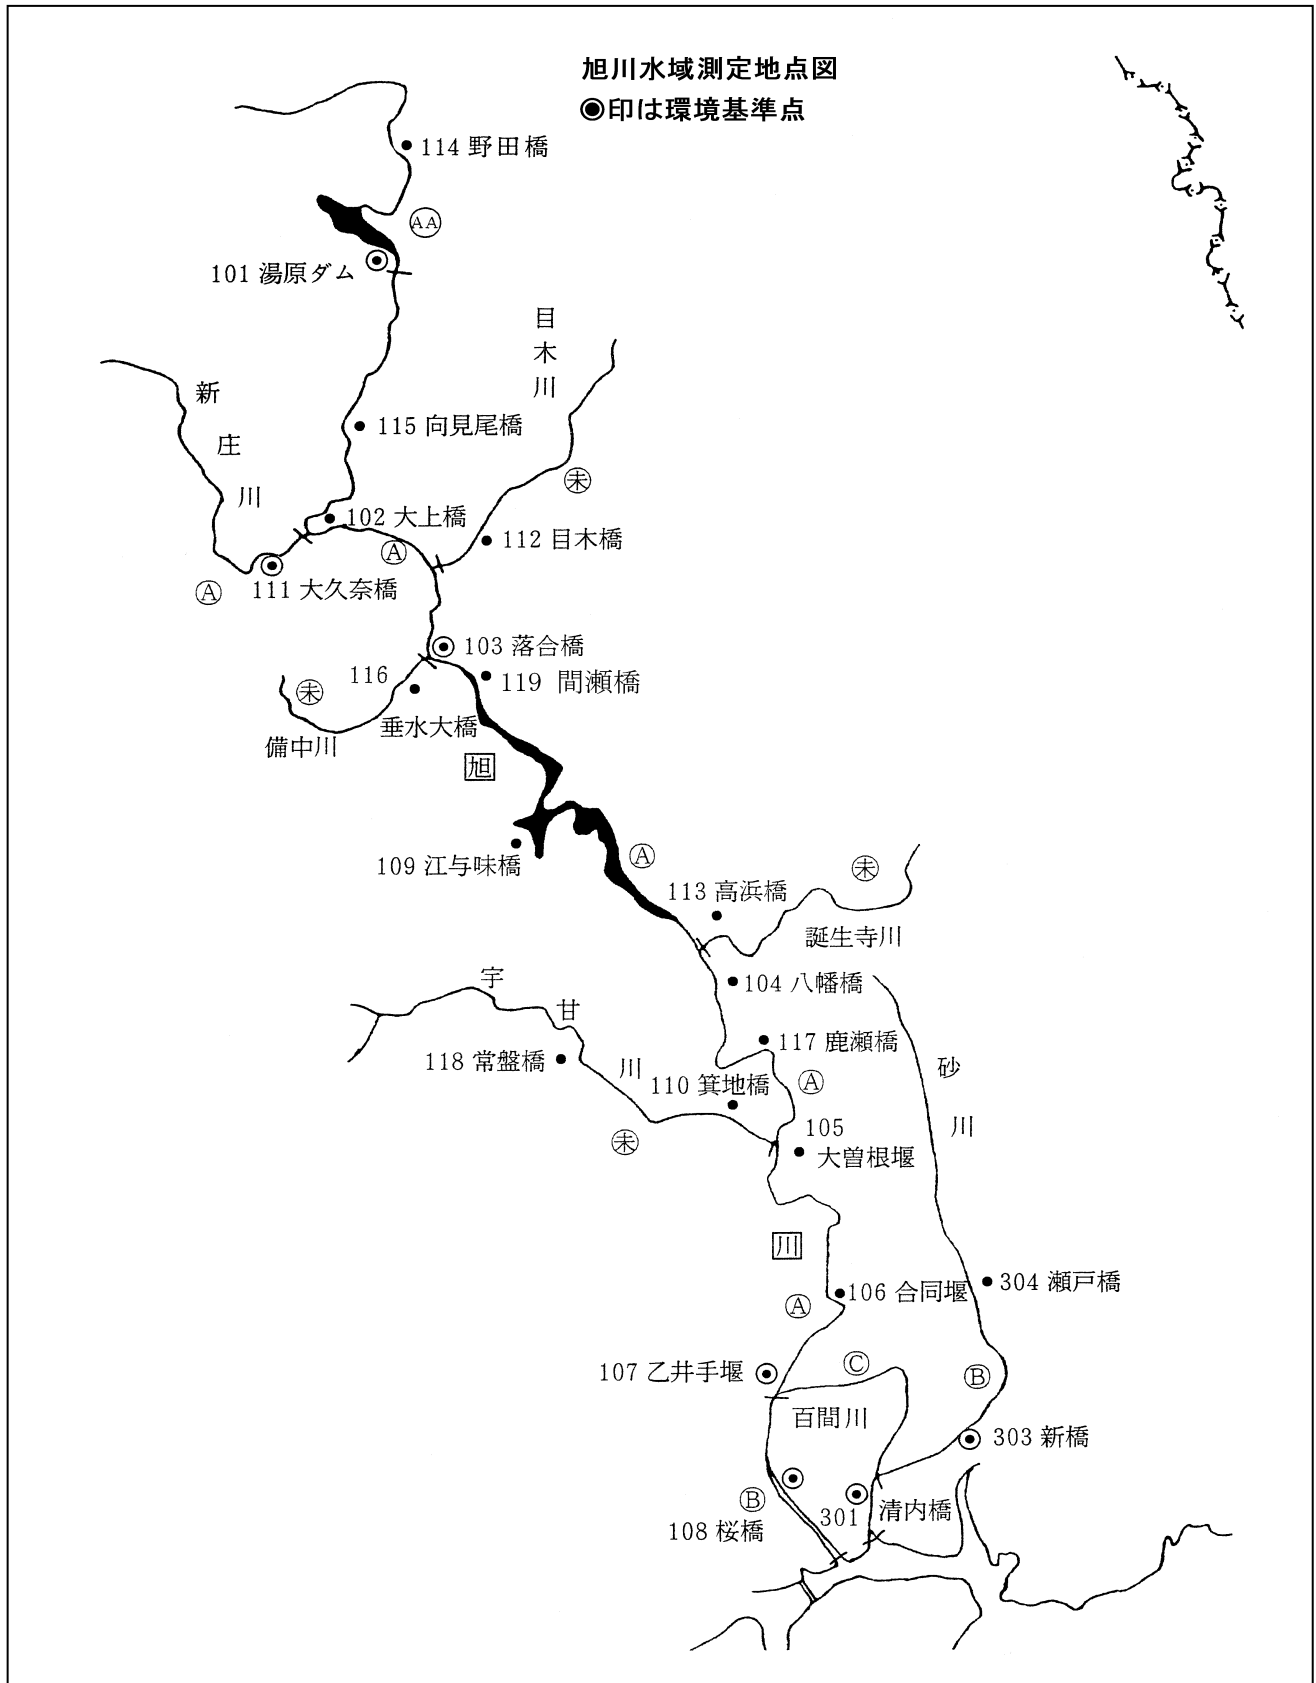 旭川水域測定地点図
◉印は環境基準点
114 野田橋
AA
101 湯原ダム
目木川
新庄川
115 向見尾橋
未
102 大上橋
112 目木橋
A
111 大久奈橋
A
103 落合橋
116
垂水大橋
119 間瀬橋
未
備中川
旭
109 江与味橋
A
未
113 高浜橋
誕生寺川
宇甘川
104 八幡橋
117 鹿瀬橋
118 常盤橋
砂川
110 箕地橋
A
105
大曽根堰
未
川
304 瀬戸橋
106 合同堰
A
C
107 乙井手堰
B
百間川
303 新橋
B
301
清内橋
108 桜橋